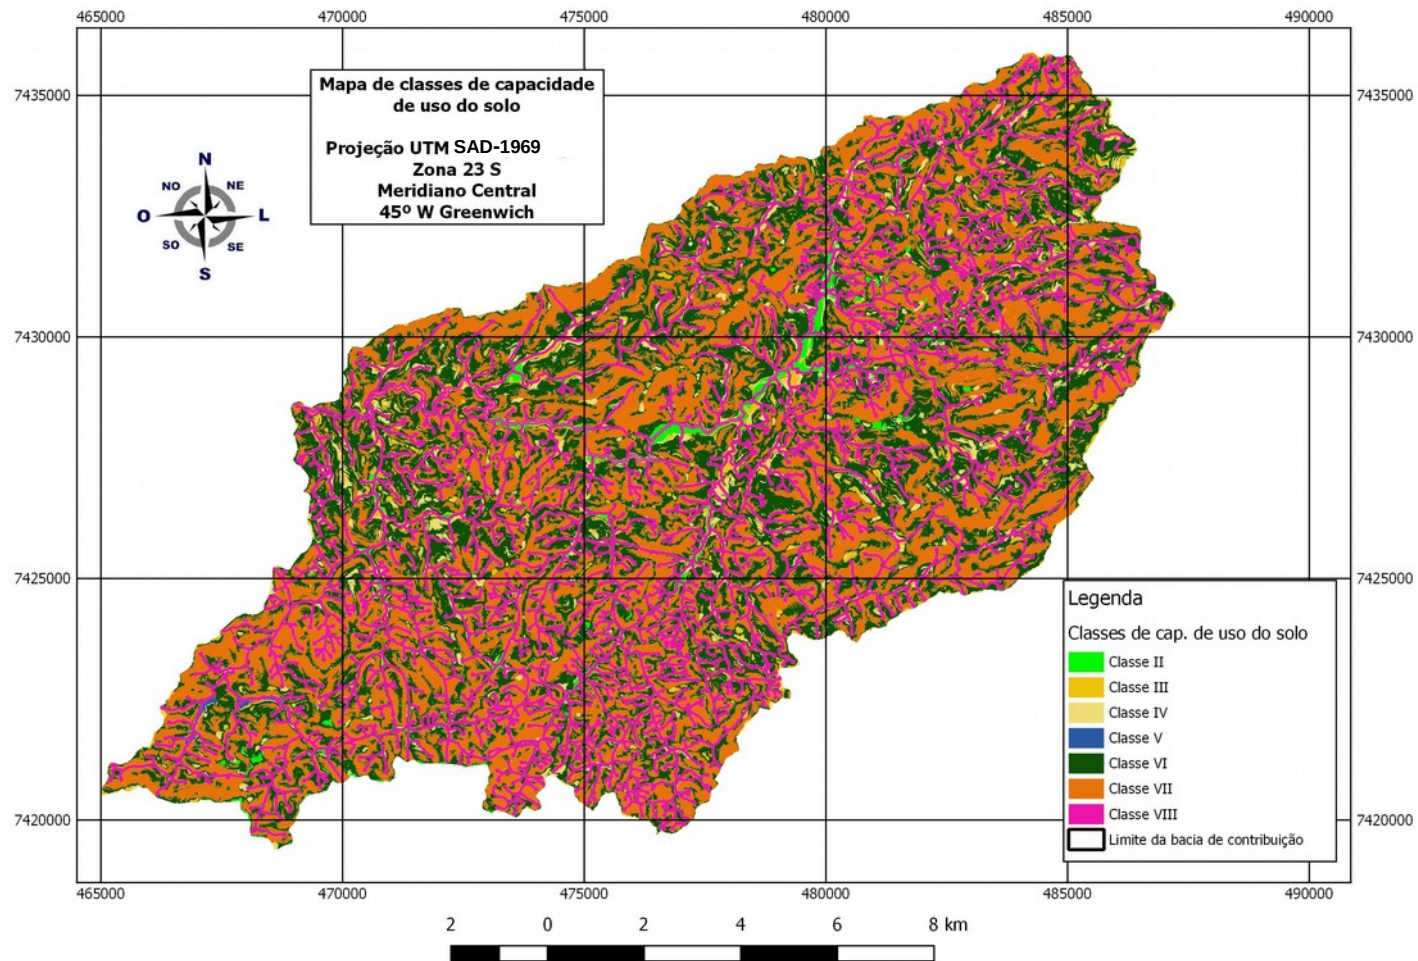 465000 470000 475000 480000 485000 490000
7435000 7435000
Mapa de classes de capacidade
de uso do solo
Projeção UTM SAD-1969
Zona 23 S
Meridiano Central
45º W Greenwich
N
NO NE
O L
SO SE
S
7430000 7430000
7425000 7425000
Legenda
Classes de cap. de uso do solo
Classe II
Classe III
Classe IV
Classe V
Classe VI
Classe VII
Classe VIII
Limite da bacia de contribuição
7420000 7420000
465000 470000 475000 480000 485000 490000
2 0 2 4 6 8 km